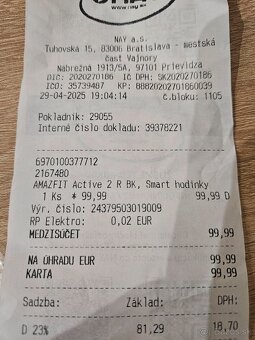 www.nay.sk
NAY a.s.
Tuhovská 15, 83006 Bratislava - mestská
časť Vajnory
Nábrežná 1913/5A, 97101 Prievidza
DIČ: 2020270186 IČ DPH: SK2020270186
IČO: 35739487 KP: 88820202701860039
29-04-2025 19:04:14 č.bloku: 1105
Pokladník: 29055
Interné číslo dokladu: 39378221
6970100377712
2167480
AMAZFIT Active 2 R BK, Smart hodinky
1 Ks * 99,99 99,99 D
Výr. číslo: 24379503019009
RP Elektro: 0,02 EUR
MEDZISÚČET 99,99
NA ÚHRADU EUR 99,99
KARTA 99,99
Sadzba: Základ: DPH:
D 23% 81,29 18,70